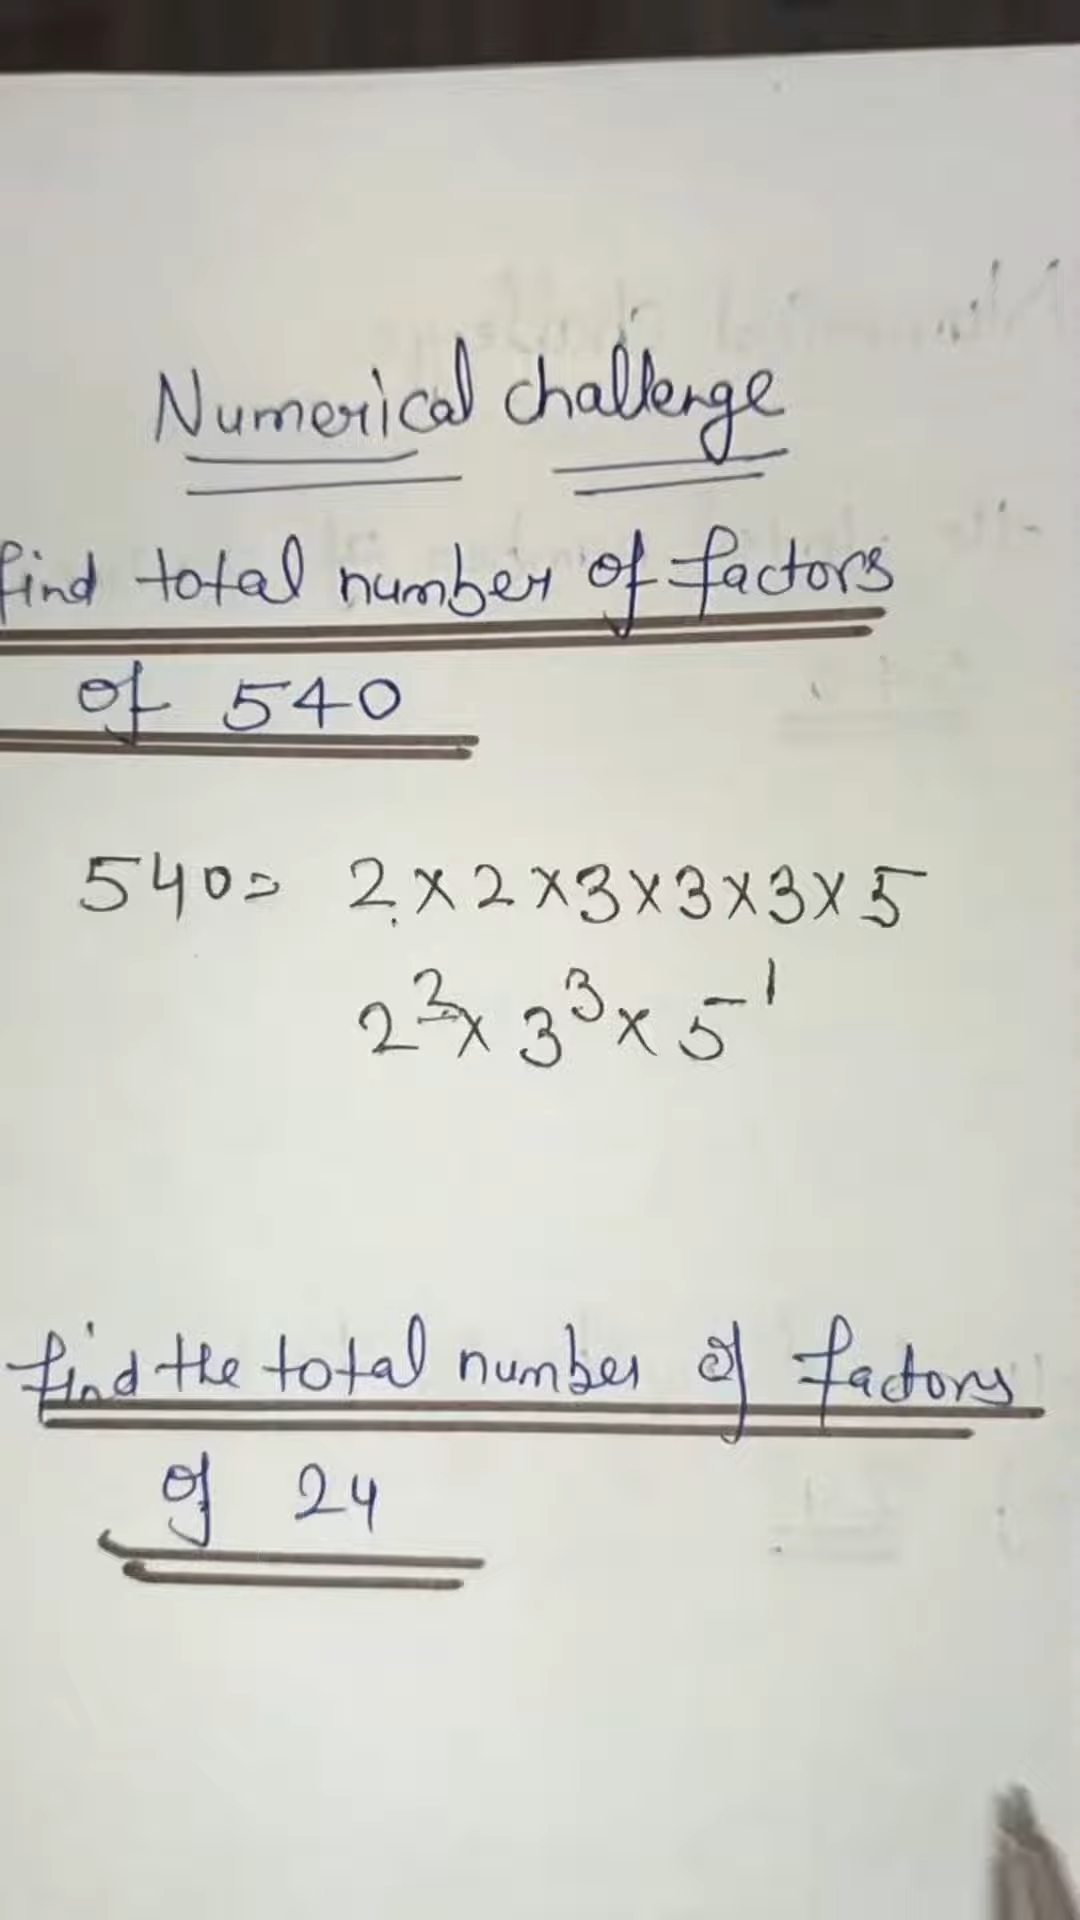 Numerical challenge
find total number of factors
of 540
540= 2×2×3×3×3×5
2²× 3³× 5¹
find the total number of factors
of 24